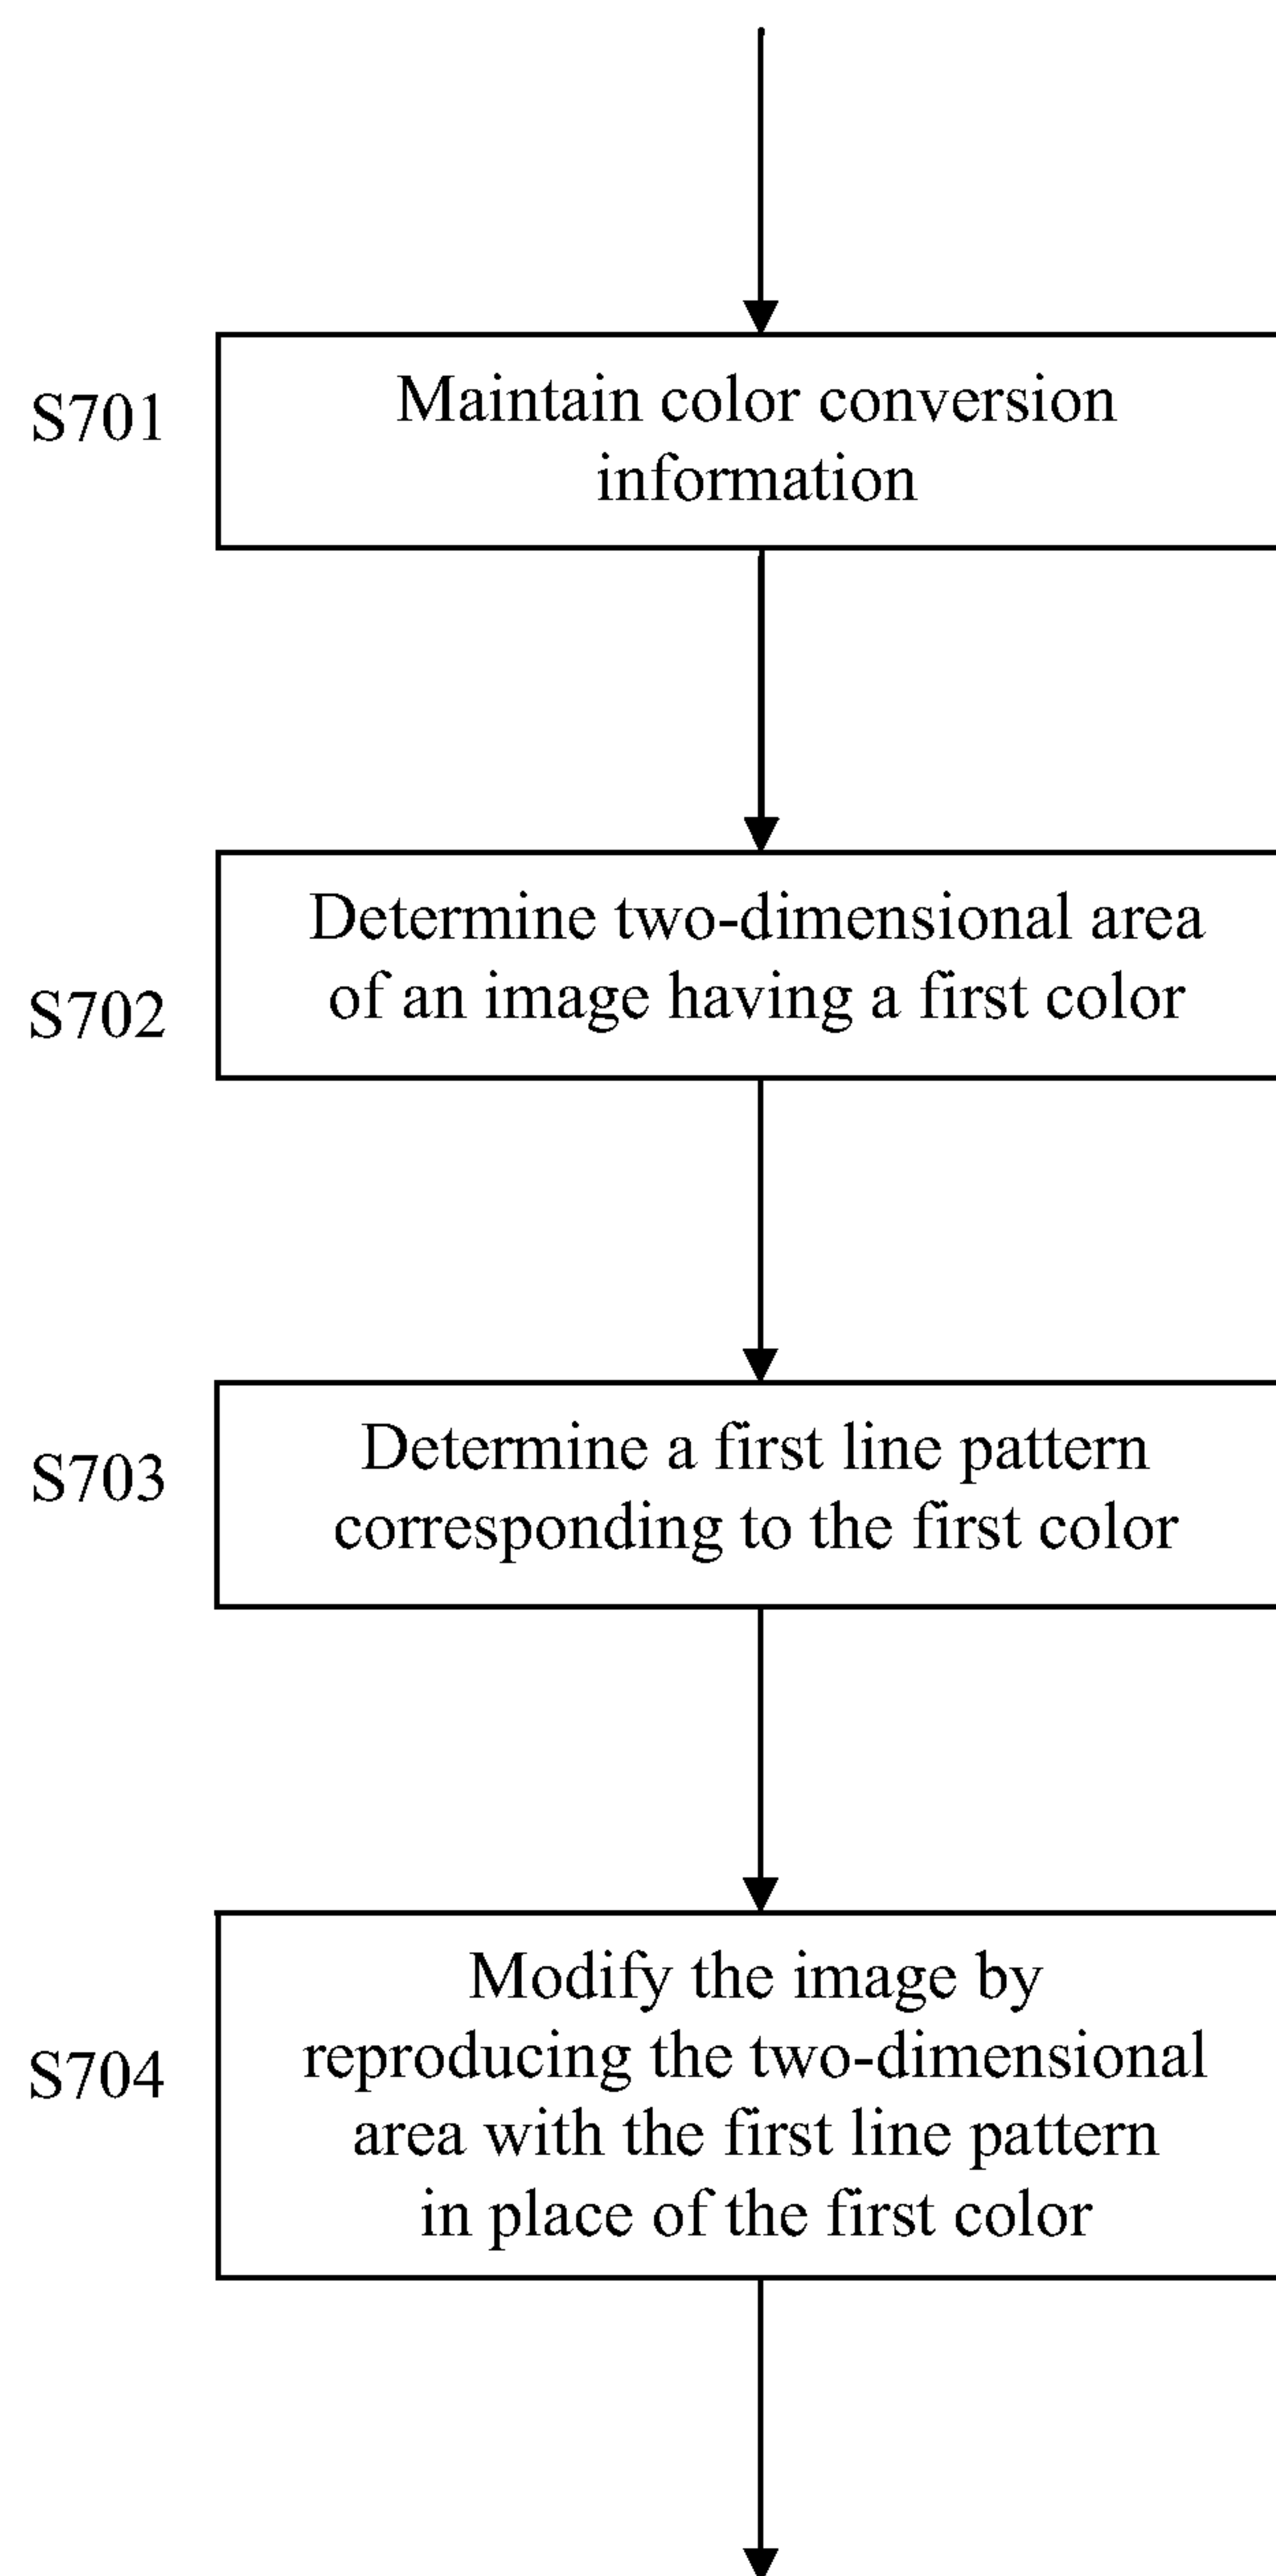 S701
Maintain color conversion
information
S702
Determine two-dimensional area
of an image having a first color
S703
Determine a first line pattern
corresponding to the first color
S704
Modify the image by
reproducing the two-dimensional
area with the first line pattern
in place of the first color